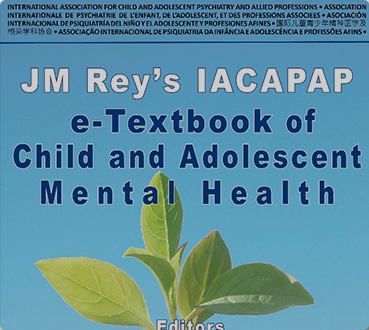 INTERNATIONAL ASSOCIATION FOR CHILD AND ADOLESCENT PSYCHIATRY AND ALLIED PROFESSIONS • ASSOCIATION
INTERNATIONALE DE PSYCHIATRIE DE L'ENFANT, DE L'ADOLESCENT, ET DES PROFESSIONS ASSOCIEES • ASOCIACIÓN
INTERNACIONAL DE PSIQUIATRÍA DEL NIÑO Y EL ADOLESCENTE Y PROFESIONES AFINES • 国际儿童青少年精神医学及
相关学科协会 • ASSOCIAÇÃO INTERNACIONAL DE PSIQUIATRIA DA INFÂNCIA E ADOLESCÊNCIA E PROFISSÕES AFINS •
JM Rey's IACAPAP
e-Textbook of
Child and Adolescent
Mental Health
Editors